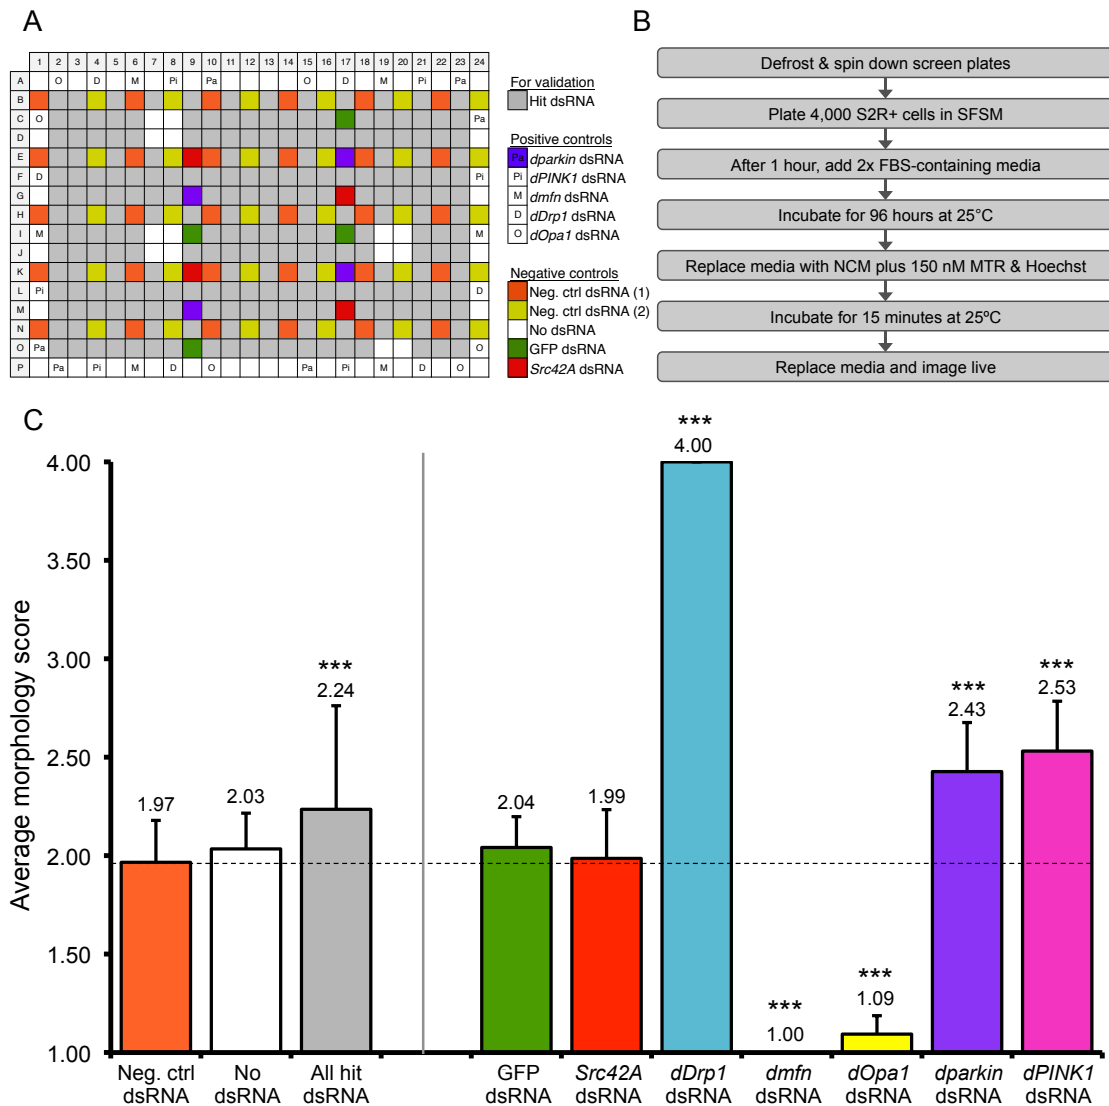 A
1 2 3 4 5 6 7 8 9 10 11 12 13 14 15 16 17 18 19 20 21 22 23 24
A O D M Pi Pa O D M Pi Pa
B
C O Pa
D
E
F D Pi
G
H
I M M
J
K
L Pi D
M
N
O Pa O
P Pa Pi M D O Pa Pi M D O
For validation
Hit dsRNA
Positive controls
Pa dparkin dsRNA
Pi dPINK1 dsRNA
M dmfn dsRNA
D dDrp1 dsRNA
O dOpa1 dsRNA
Negative controls
Neg. ctrl dsRNA (1)
Neg. ctrl dsRNA (2)
No dsRNA
GFP dsRNA
Src42A dsRNA
B
Defrost & spin down screen plates
Plate 4,000 S2R+ cells in SFSM
After 1 hour, add 2x FBS-containing media
Incubate for 96 hours at 25°C
Replace media with NCM plus 150 nM MTR & Hoechst
Incubate for 15 minutes at 25ºC
Replace media and image live
C
Average morphology score
4.00
3.50
3.00
2.50
2.00
1.50
1.00
1.97
2.03
***
2.24
2.04
1.99
***
4.00
***
1.00
***
1.09
***
2.43
***
2.53
Neg. ctrl
dsRNA
No
dsRNA
All hit
dsRNA
GFP
dsRNA
Src42A
dsRNA
dDrp1
dsRNA
dmfn
dsRNA
dOpa1
dsRNA
dparkin
dsRNA
dPINK1
dsRNA